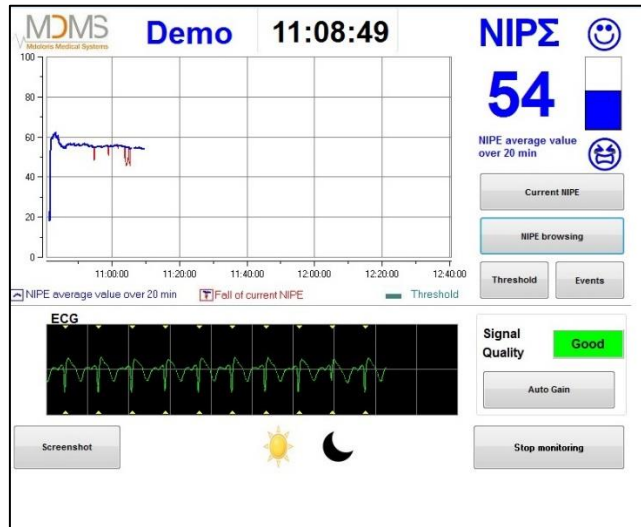 MDMS
Mdoloris Medical Systems
Demo
11:08:49
NIPΣ
100
80
60
40
20
0
11:00:00 11:20:00 11:40:00 12:00:00 12:20:00 12:40:00
NIPE average value over 20 min
Fall of current NIPE
Threshold
54
NIPE average value
over 20 min
Current NIPE
NIPE browsing
Threshold
Events
ECG
Signal
Quality
Good
Auto Gain
Screenshot
Stop monitoring